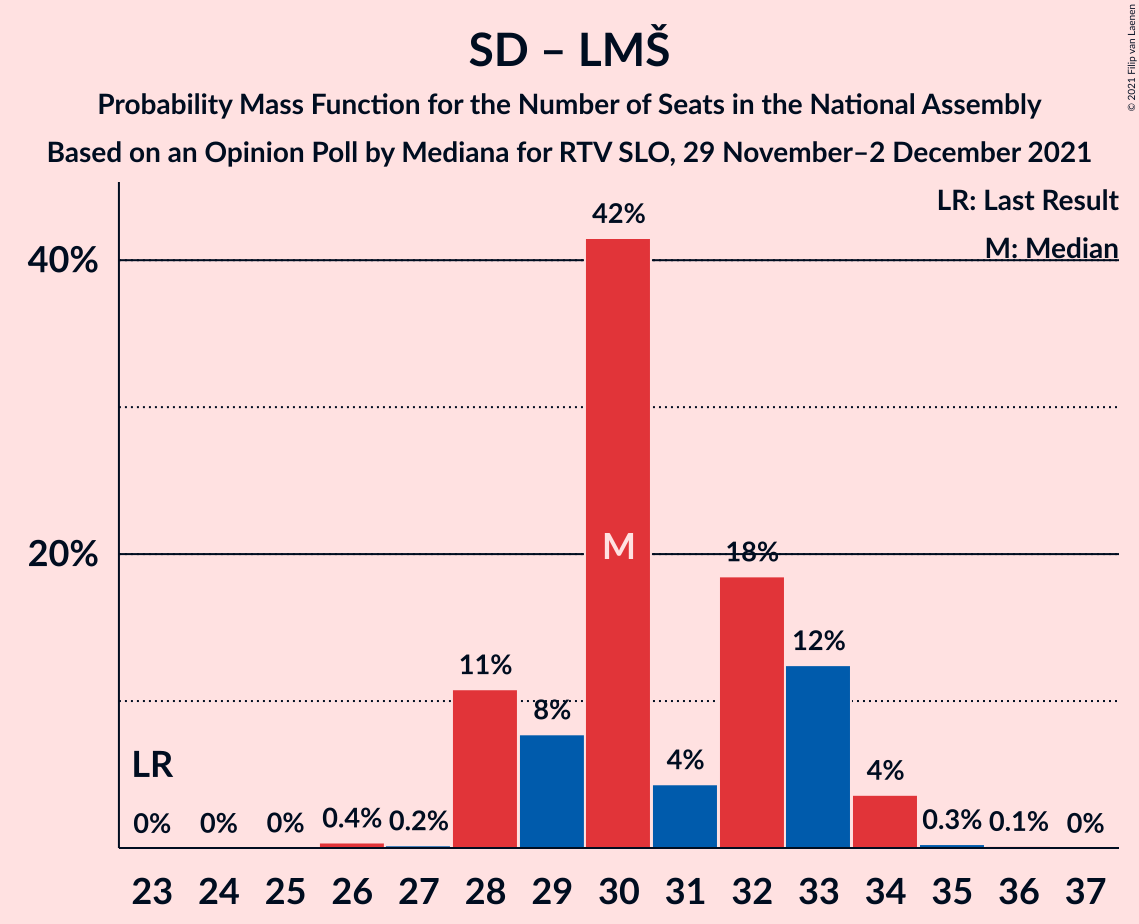 SD – LMŠ
Probability Mass Function for the Number of Seats in the National Assembly
Based on an Opinion Poll by Mediana for RTV SLO, 29 November–2 December 2021
© 2021 Filip van Laenen
LR: Last Result
M: Median
40%
20%
42%
M
18%
12%
11%
8%
4%
4%
LR
0%
0%
0%
0.4%
0.2%
0.3%
0.1%
0%
23 24 25 26 27 28 29 30 31 32 33 34 35 36 37